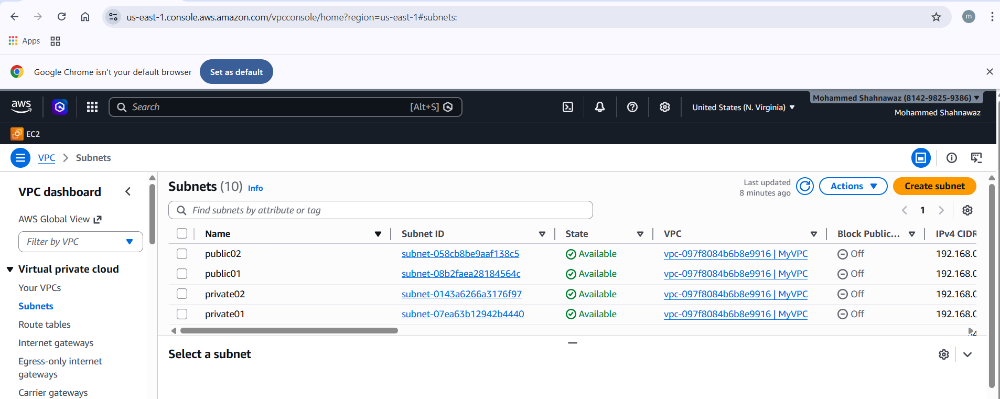 us-east-1.console.aws.amazon.com/vpcconsole/home?region=us-east-1#subnets:
m
Apps
Google Chrome isn't your default browser
Set as default
aws
Search
[Alt+S]
United States (N. Virginia)
Mohammed Shahnawaz (8142-9825-9386)
Mohammed Shahnawaz
EC2
VPC
Subnets
VPC dashboard
AWS Global View
Filter by VPC
Virtual private cloud
Your VPCs
Subnets
Route tables
Internet gateways
Egress-only internet
gateways
Carrier gateways
Subnets (10) Info
Last updated
8 minutes ago
Actions
Create subnet
Find subnets by attribute or tag
1
Name Subnet ID State VPC Block Public... IPv4 CIDR
public02 subnet-058cb8be9aaf138c5 Available vpc-097f8084b6b8e9916 | MyVPC Off 192.168.0
public01 subnet-08b2faea28184564c Available vpc-097f8084b6b8e9916 | MyVPC Off 192.168.0
private02 subnet-0143a6266a3176f97 Available vpc-097f8084b6b8e9916 | MyVPC Off 192.168.0
private01 subnet-07ea63b12942b4440 Available vpc-097f8084b6b8e9916 | MyVPC Off 192.168.0
Select a subnet